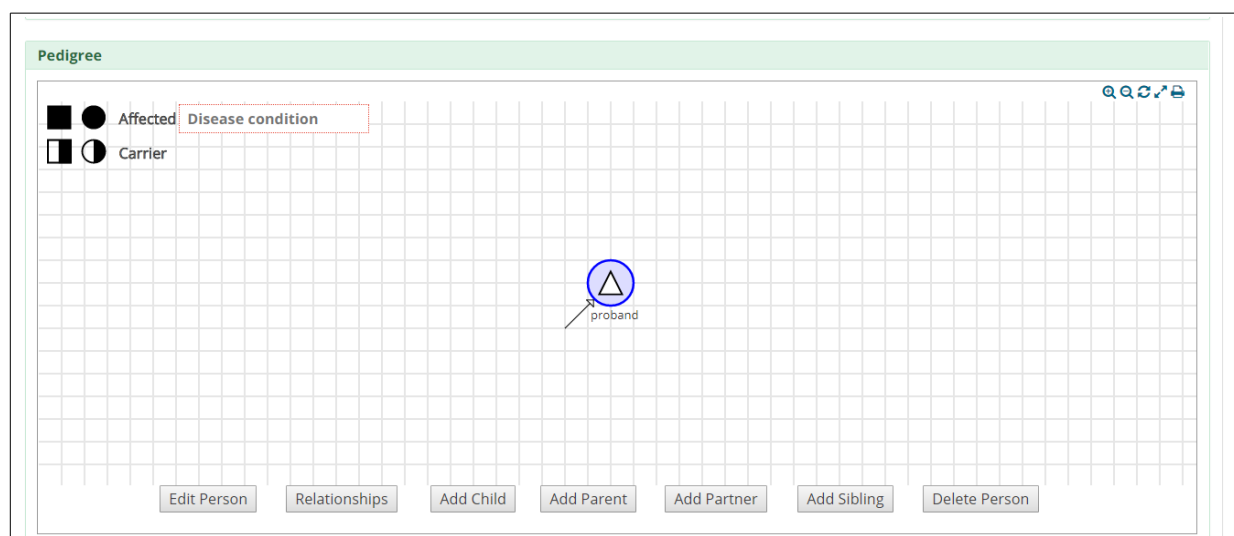 Pedigree
Affected Disease condition
Carrier
proband
Edit Person Relationships Add Child Add Parent Add Partner Add Sibling Delete Person